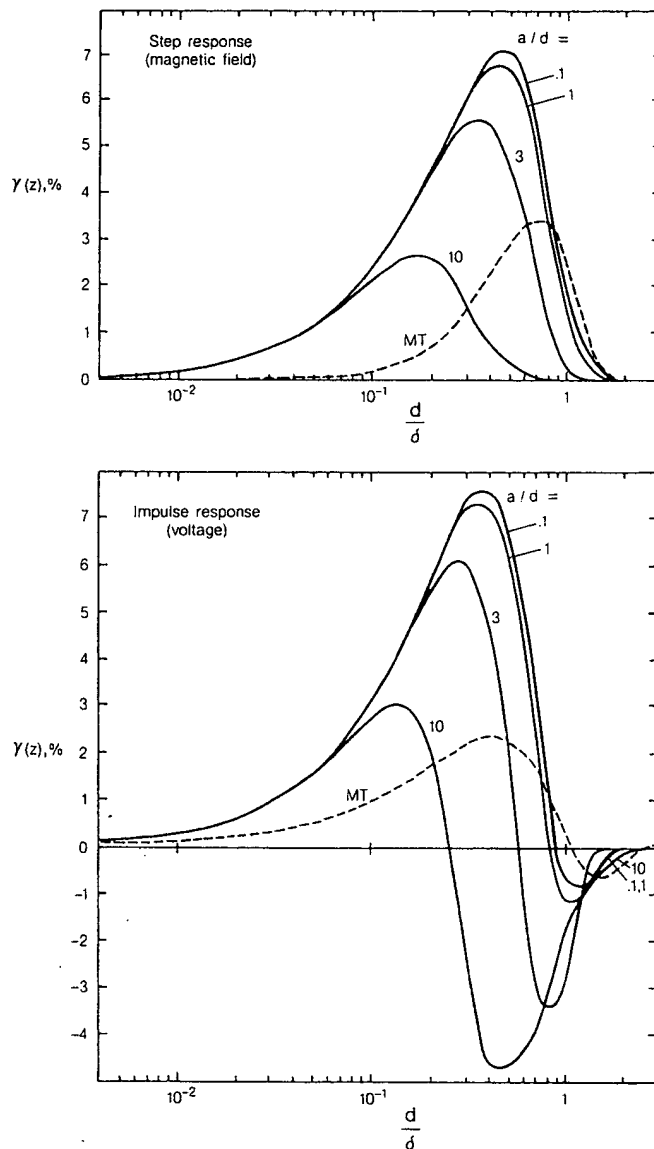 Step response
(magnetic field)
a/d =
.1
1
3
10
MT
γ(z),%
7
6
5
4
3
2
1
0
10⁻²
10⁻¹
1
d
δ
Impulse response
(voltage)
a/d =
.1
1
3
10
MT
γ(z),%
7
6
5
4
3
2
1
0
-1
-2
-3
-4
10
.1,1
10⁻²
10⁻¹
1
d
δ